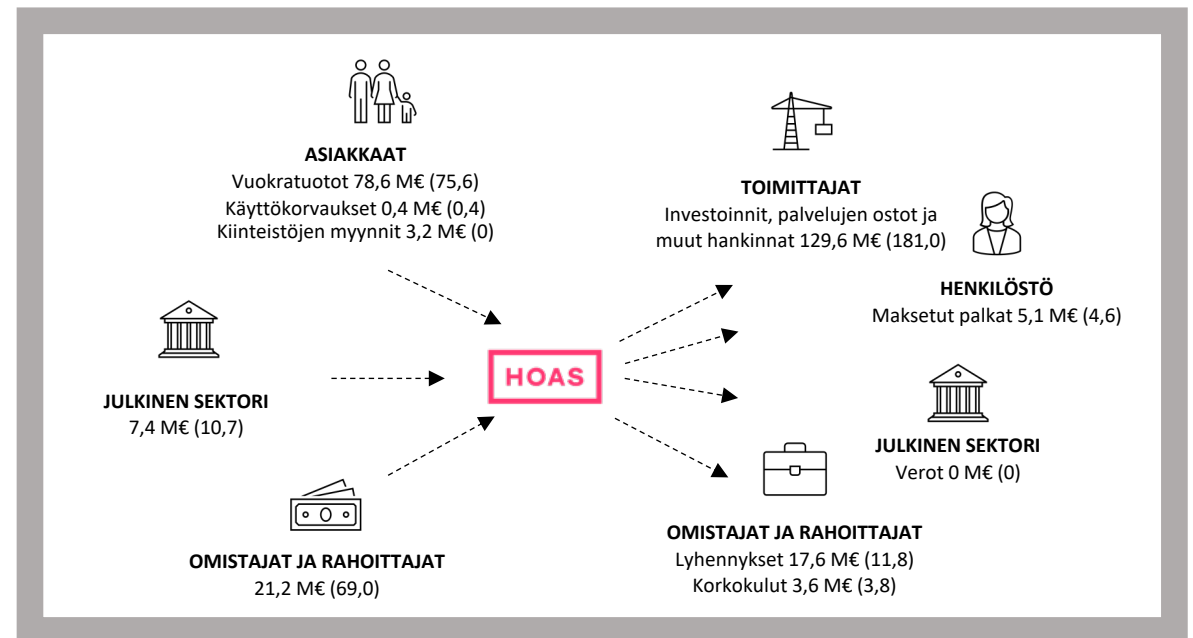 ASIAKKAAT
Vuokratuotot 78,6 M€ (75,6)
Käyttökorvaukset 0,4 M€ (0,4)
Kiinteistöjen myynnit 3,2 M€ (0)
TOIMITTAJAT
Investoinnit, palvelujen ostot ja
muut hankinnat 129,6 M€ (181,0)
HENKILÖSTÖ
Maksetut palkat 5,1 M€ (4,6)
HOAS
JULKINEN SEKTORI
7,4 M€ (10,7)
JULKINEN SEKTORI
Verot 0 M€ (0)
OMISTAJAT JA RAHOITTAJAT
21,2 M€ (69,0)
OMISTAJAT JA RAHOITTAJAT
Lyhennykset 17,6 M€ (11,8)
Korkokulut 3,6 M€ (3,8)